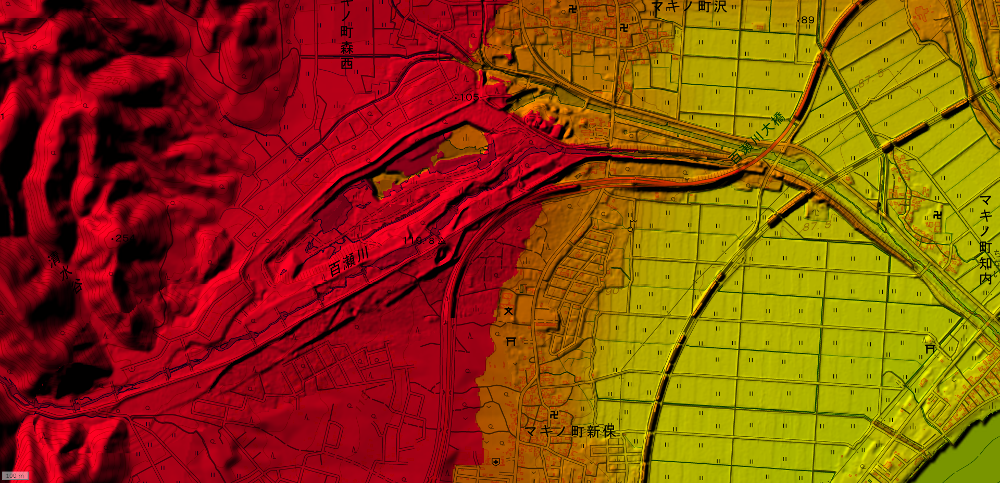 マキノ町沢
キノ町森西
89
250
105
87.5
百瀬川大橋
マキノ町知内
87.5
254
119.8
清水谷
百瀬川
90
マキノ町新保
100 m